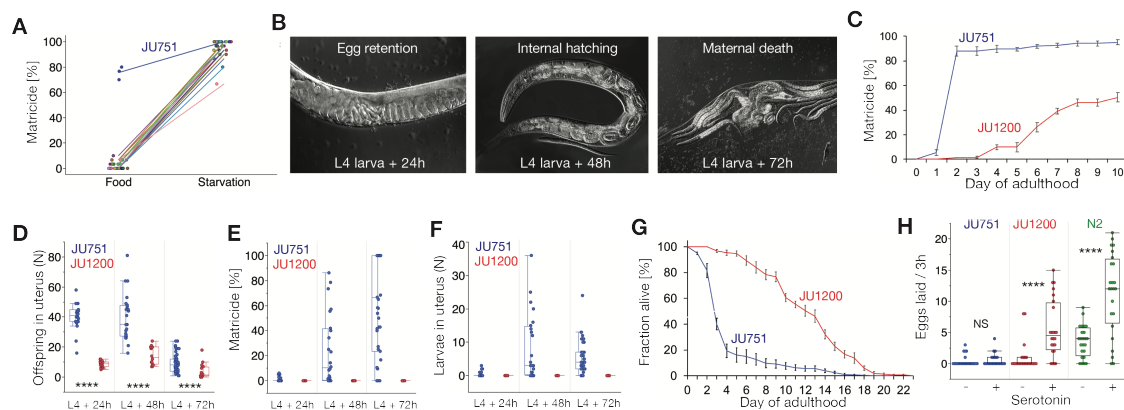 A
Matricide [%]
100
80
60
40
20
0
JU751
Food
Starvation
B
Egg retention
L4 larva + 24h
Internal hatching
L4 larva + 48h
Maternal death
L4 larva + 72h
C
Matricide [%]
100
80
60
40
20
0
JU751
JU1200
0 1 2 3 4 5 6 7 8 9 10
Day of adulthood
D
Offspring in uterus (N)
80
60
40
20
0
JU751
JU1200
**** **** ****
L4 + 24h L4 + 48h L4 + 72h
E
Matricide [%]
100
80
60
40
20
0
JU751
JU1200
L4 + 24h L4 + 48h L4 + 72h
F
Larvae in uterus (N)
40
30
20
10
0
JU751
JU1200
L4 + 24h L4 + 48h L4 + 72h
G
Fraction alive [%]
100
80
60
40
20
0
JU1200
JU751
0 2 4 6 8 10 12 14 16 18 20 22
Day of adulthood
H
Eggs laid / 3h
20
15
10
5
0
JU751 JU1200 N2
NS **** ****
- + - + - +
Serotonin